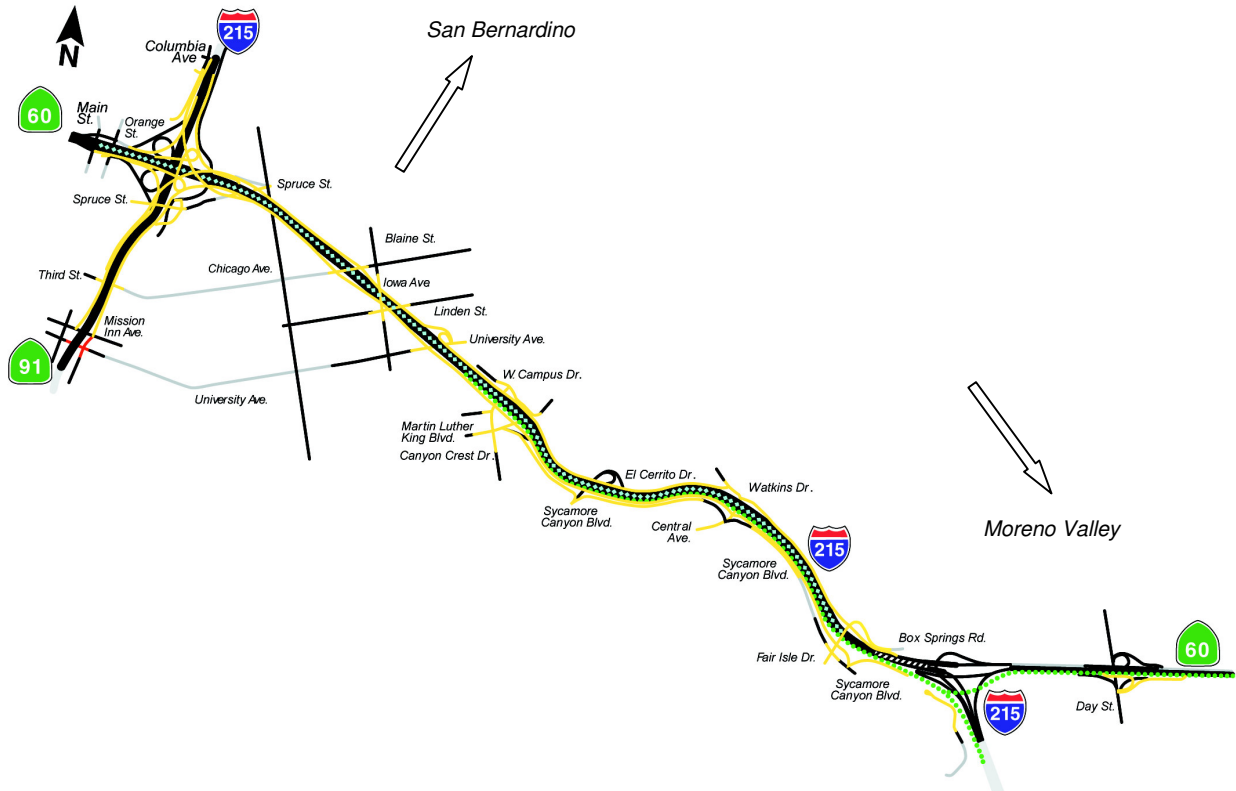 215
San Bernardino
Columbia
Ave
N
60
Main
St.
Orange
St.
Spruce St.
Spruce St.
Blaine St.
Chicago Ave.
Third St.
Iowa Ave
Linden St.
Mission
Inn Ave.
University Ave.
91
W. Campus Dr.
University Ave.
Martin Luther
King Blvd.
Canyon Crest Dr.
El Cerrito Dr.
Watkins Dr.
Sycamore
Canyon Blvd.
Central
Ave.
Moreno Valley
215
Sycamore
Canyon Blvd.
Box Springs Rd.
60
Fair Isle Dr.
Sycamore
Canyon Blvd.
215
Day St.